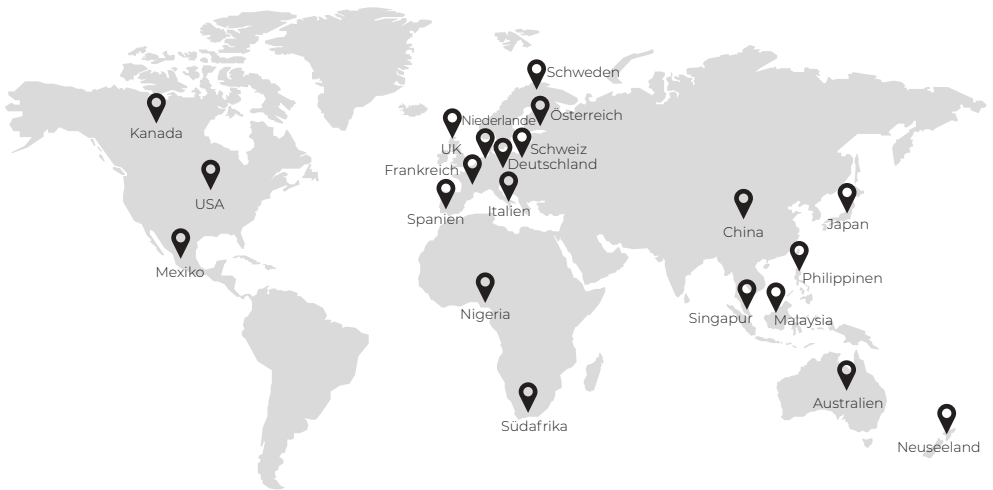 Schweden
Kanada
Niederlande
Österreich
UK
Schweiz
Frankreich
Deutschland
USA
Spanien
Italien
China
Japan
Mexiko
Philippinen
Nigeria
Singapur
Malaysia
Australien
Südafrika
Neuseeland